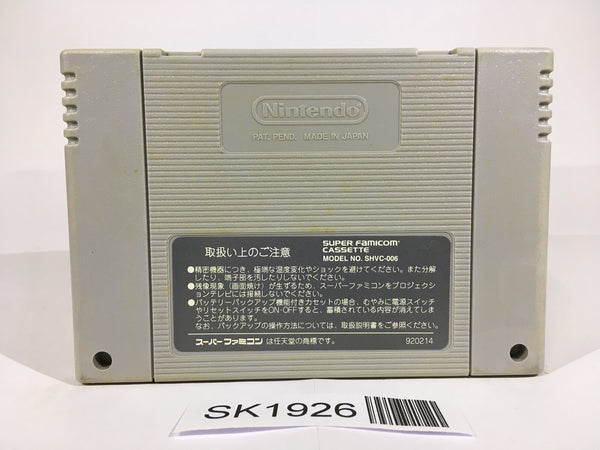 Nintendo
PAT. PEND. MADE IN JAPAN
取扱い上のご注意
SUPER FAMICOM
CASSETTE
MODEL NO. SHVC-006
●精密機器につき、極端な温度変化やショックを避けてください。また分解
したり、端子部を汚したりしないでください。
●残像現象（画面焼け）が生ずるため、スーパーファミコンをプロジェクシ
ョンテレビには接続しないでください。
●バッテリーバックアップ機能付きカセットの場合、むやみに電源スイッチ
やリセットスイッチをON・OFFすると、蓄積されている内容が消えてしま
うことがあります。
なお、バックアップの操作方法については、取扱説明書をご参照ください。
スーパーファミコンは任天堂の商標です。
920214
SK1926